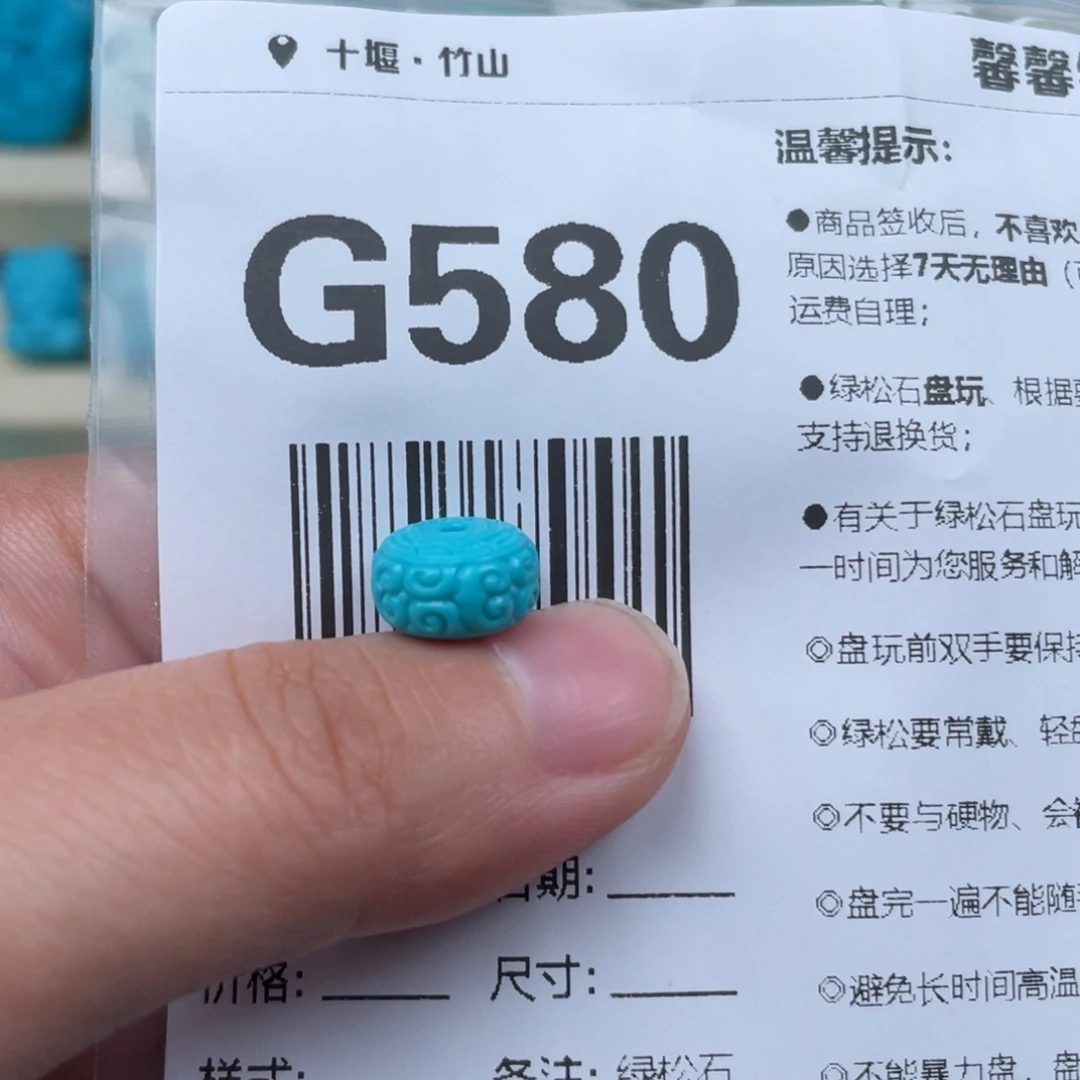 十堰·竹山
馨馨
温馨提示:
G580
●商品签收后, 不喜欢
原因选择7天无理由
运费自理;
●绿松石盘玩、根据
支持退换货;
●有关于绿松石盘玩
一时间为您服务和解
◎盘玩前双手要保持
◎绿松要常戴、轻
◎不要与硬物、会
◎盘完一遍不能随
◎避免长时间高温
◎不能暴力盘, 盘
日期:
价格: 尺寸:
样式: 备注: 绿松石